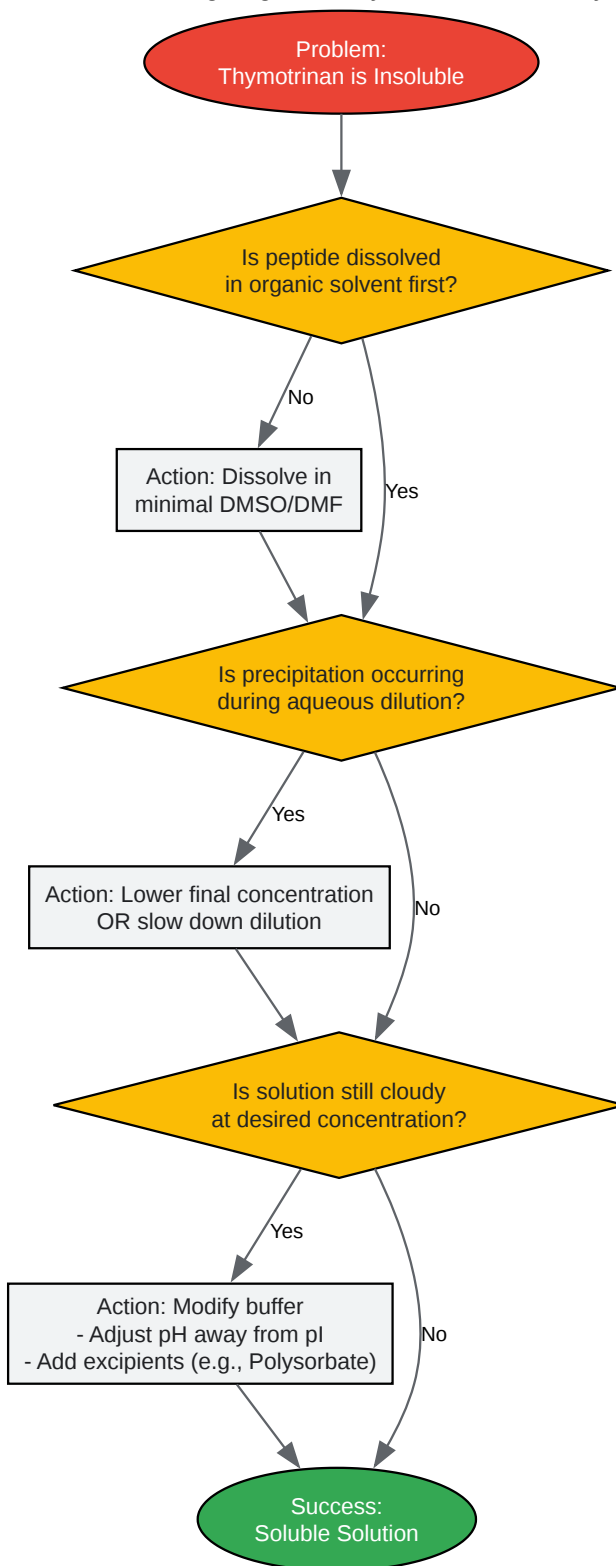 Problem:
Thymotrinan is Insoluble
Is peptide dissolved
in organic solvent first?
No
Yes
Action: Dissolve in
minimal DMSO/DMF
Is precipitation occurring
during aqueous dilution?
Yes
No
Action: Lower final concentration
OR slow down dilution
Is solution still cloudy
at desired concentration?
Yes
No
Action: Modify buffer
- Adjust pH away from pI
- Add excipients (e.g., Polysorbate)
Success:
Soluble Solution